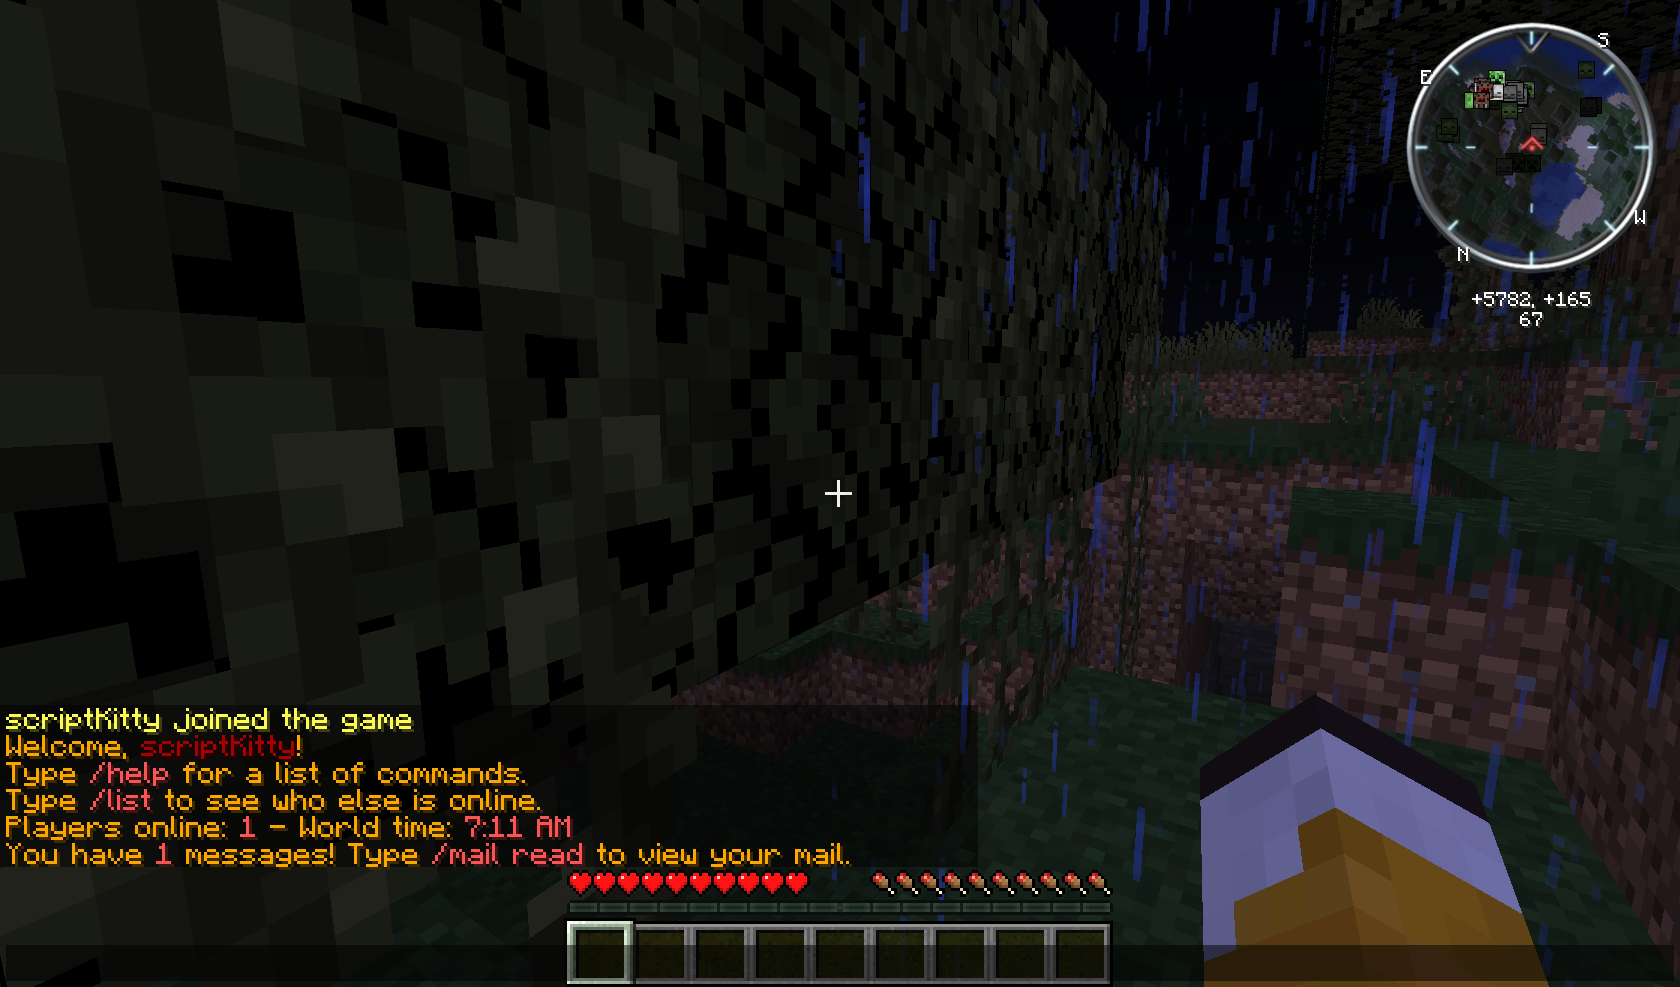 S
E
W
N
+5782, +165
67
scriptKitty joined the game
Welcome, scriptKitty!
Type /help for a list of commands.
Type /list to see who else is online.
Players online: 1 - World time: 7:11 AM
You have 1 messages! Type /mail read to view your mail.